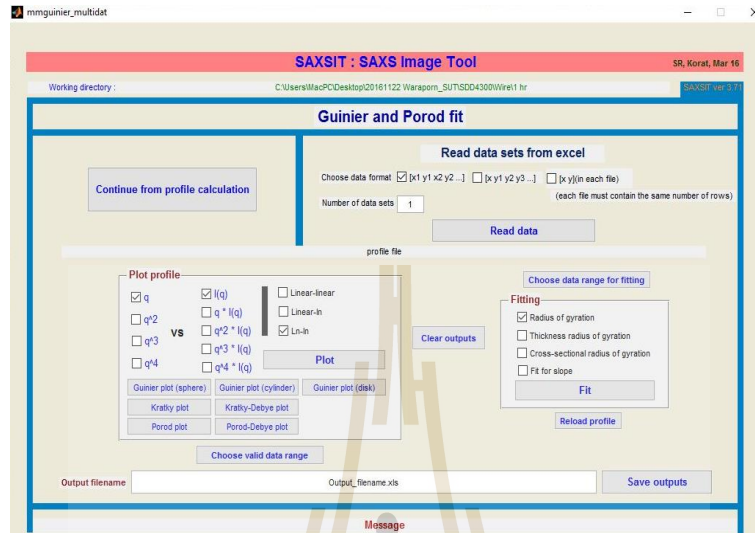 mmguinier_multidat
SAXSIT : SAXS Image Tool
SR, Korat, Mar 16
Working directory :
C:\Users\MacPC\Desktop\20161122 Waraporn_SUT\SDD4300\Wire\1 hr
SAXSIT ver 3.71
Guinier and Porod fit
Continue from profile calculation
Read data sets from excel
Choose data format
[x1 y1 x2 y2 ...]
[x y1 y2 y3 ...]
[x y](in each file)
(each file must contain the same number of rows)
Number of data sets
1
Read data
profile file
Plot profile
q
q^2
q^3
q^4
vs
I(q)
q * I(q)
q^2 * I(q)
q^3 * I(q)
q^4 * I(q)
Linear-linear
Linear-ln
Ln-ln
Plot
Guinier plot (sphere)
Guinier plot (cylinder)
Guinier plot (disk)
Kratky plot
Kratky-Debye plot
Porod plot
Porod-Debye plot
Choose valid data range
Clear outputs
Choose data range for fitting
Fitting
Radius of gyration
Thickness radius of gyration
Cross-sectional radius of gyration
Fit for slope
Fit
Reload profile
Output filename
Output_filename.xls
Save outputs
Message